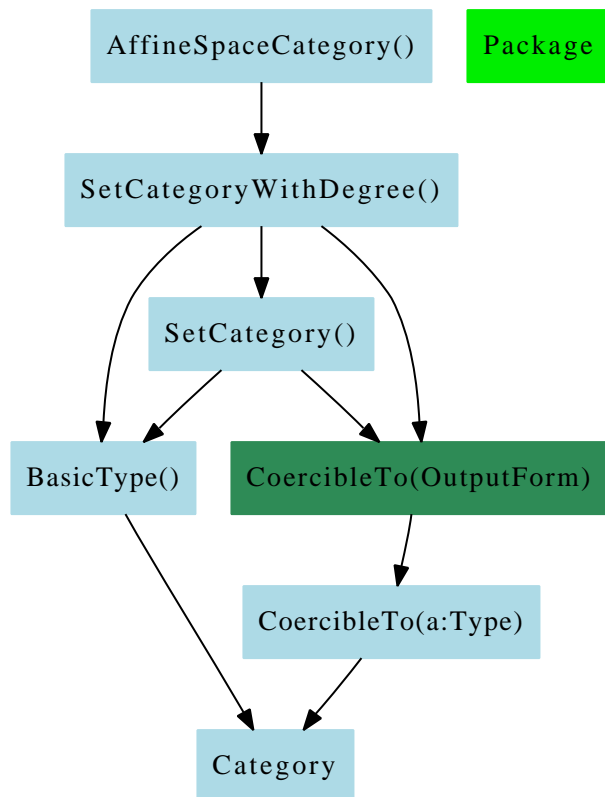 AffineSpaceCategory()
Package
SetCategoryWithDegree()
SetCategory()
BasicType()
CoercibleTo(OutputForm)
CoercibleTo(a:Type)
Category